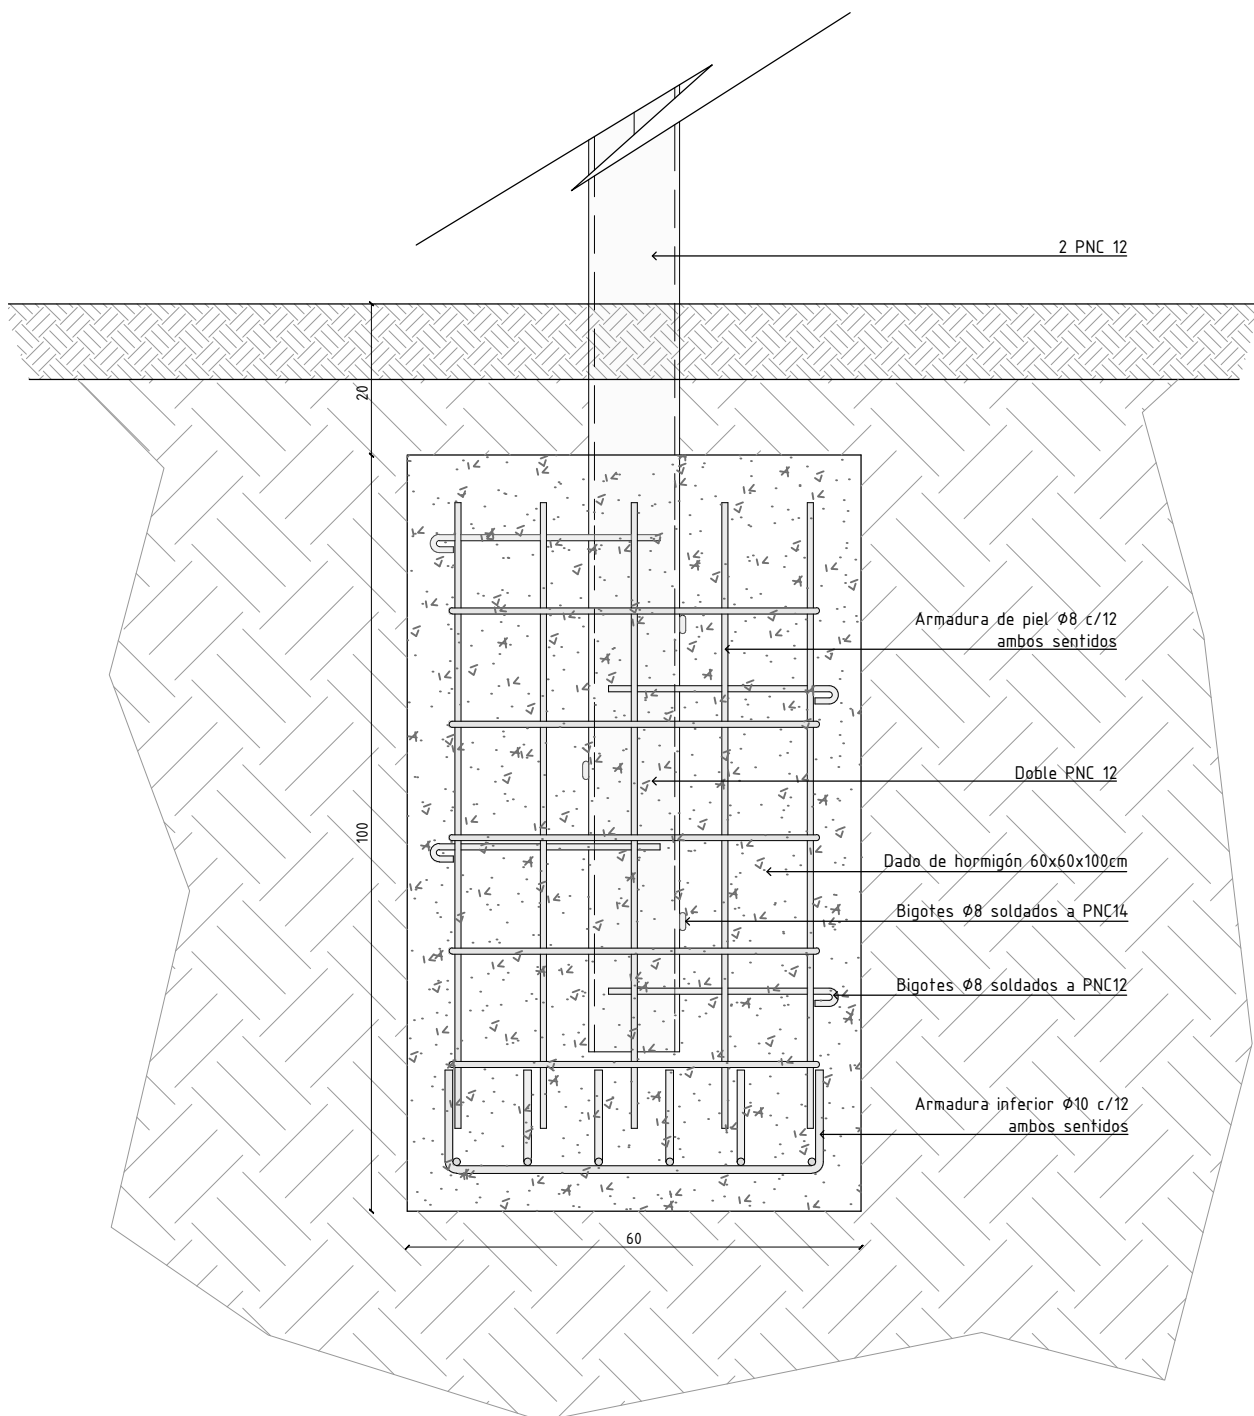 2 PNC 12
20
Armadura de piel Ø8 c/12
ambos sentidos
Doble PNC 12
100
Dado de hormigón 60x60x100cm
Bigotes Ø8 soldados a PNC14
Bigotes Ø8 soldados a PNC12
Armadura inferior Ø10 c/12
ambos sentidos
60